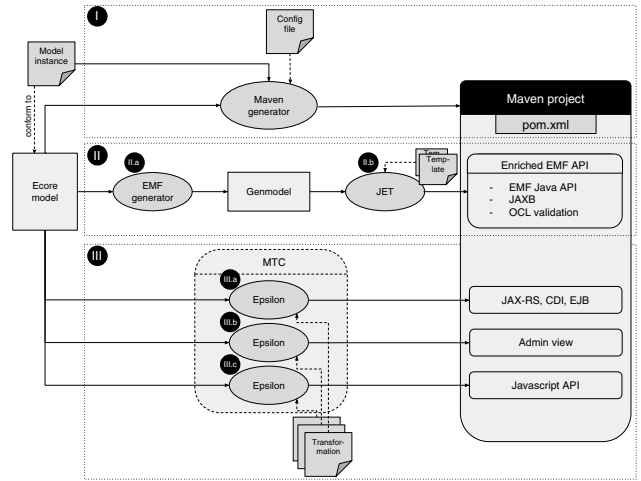 I
Config
file
Model
instance
conform to
Maven
generator
Maven project
pom.xml
II
II.a
II.b
Tem
Temp-
late
Ecore
model
EMF
generator
Genmodel
JET
Enriched EMF API
- EMF Java API
- JAXB
- OCL validation
III
MTC
III.a
Epsilon
JAX-RS, CDI, EJB
III.b
Epsilon
Admin view
III.c
Epsilon
Javascript API
Transfor-
mation